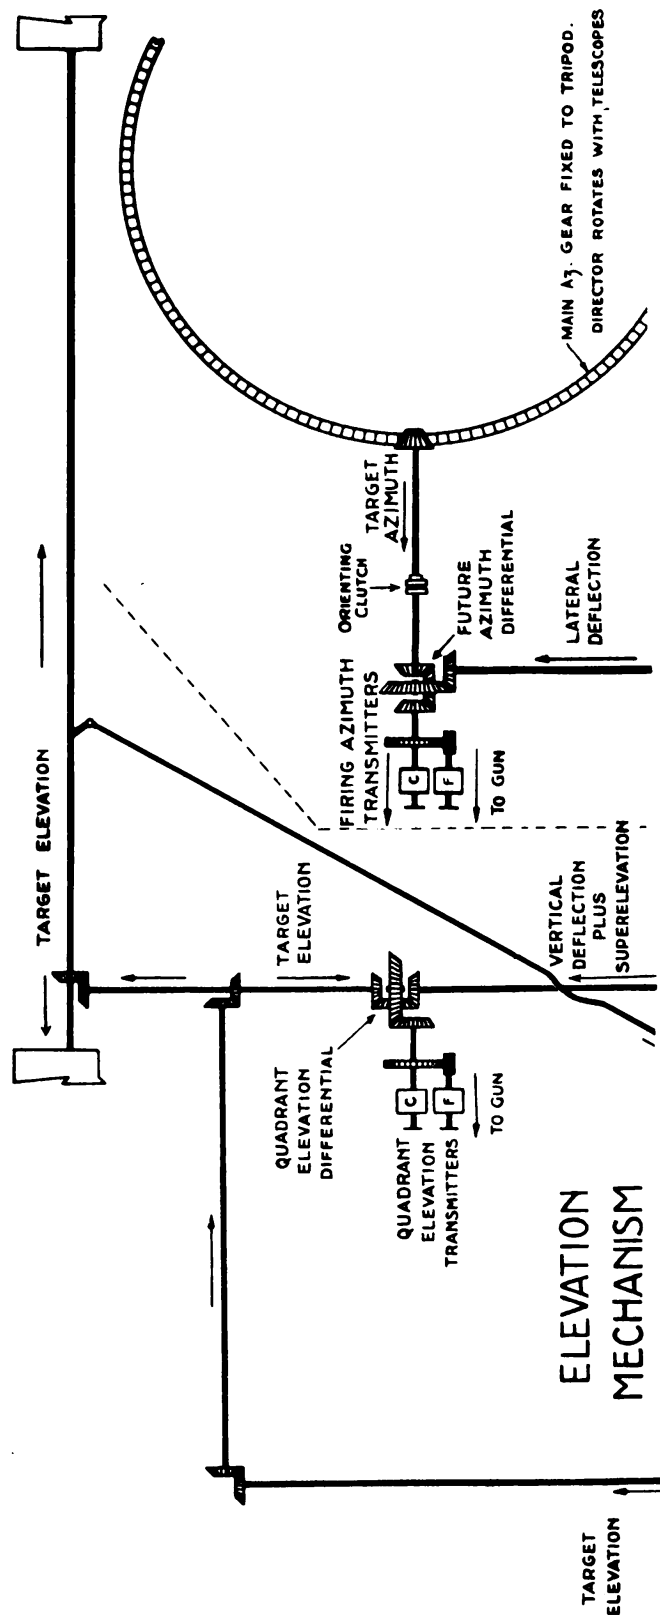 TARGET ELEVATION
MAIN Az. GEAR FIXED TO TRIPOD.
DIRECTOR ROTATES WITH TELESCOPES
TARGET
AZIMUTH
ORIENTING
CLUTCH
FUTURE
AZIMUTH
DIFFERENTIAL
LATERAL
DEFLECTION
FIRING AZIMUTH
TRANSMITTERS
C
F
TO GUN
TARGET
ELEVATION
VERTICAL
DEFLECTION
PLUS
SUPERELEVATION
QUADRANT
ELEVATION
DIFFERENTIAL
C
F
TO GUN
QUADRANT
ELEVATION
TRANSMITTERS
ELEVATION
MECHANISM
TARGET
ELEVATION